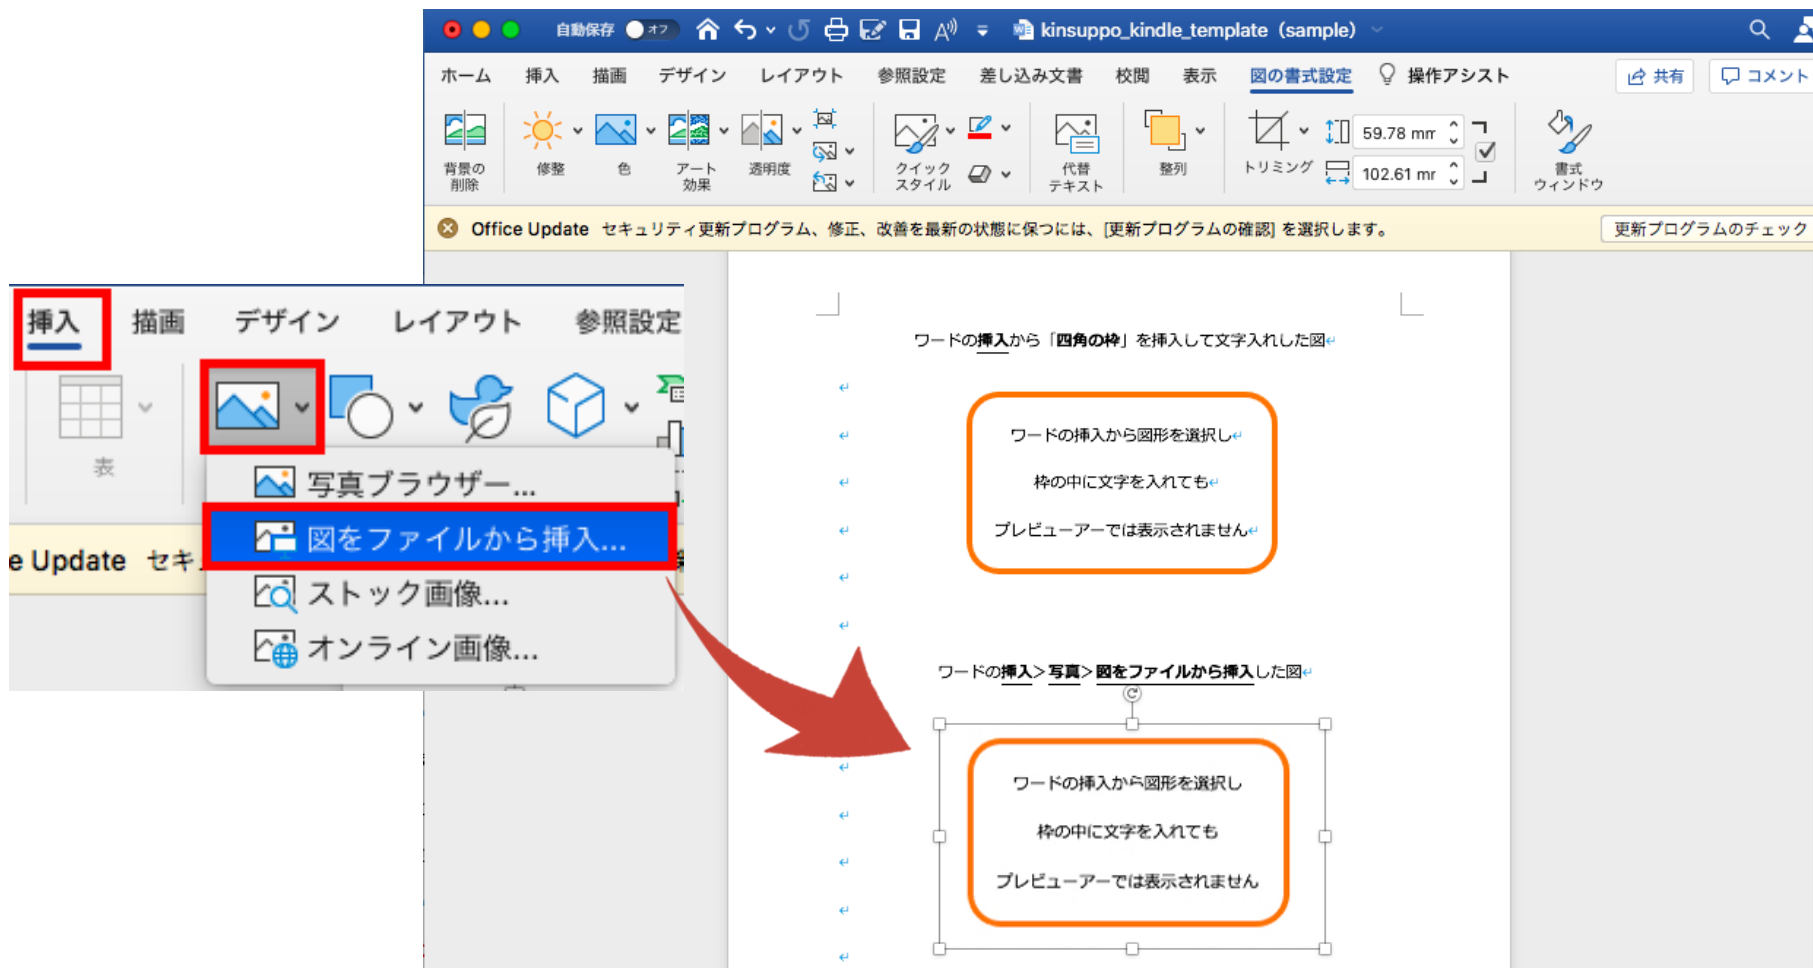 自動保存 オフ kinsuppo_kindle_template (sample)
ホーム 挿入 描画 デザイン レイアウト 参照設定 差し込み文書 校閲 表示 図の書式設定 操作アシスト 共有 コメント
59.78 mm
102.61 mr
背景の
削除
修整
色
アート
効果
透明度
クイック
スタイル
代替
テキスト
整列
トリミング
書式
ウィンドウ
Office Update セキュリティ更新プログラム、修正、改善を最新の状態に保つには、[更新プログラムの確認] を選択します。 更新プログラムのチェック
挿入 描画 デザイン レイアウト 参照設定
表
写真ブラウザー...
図をファイルから挿入...
e Update セキ
ストック画像...
オンライン画像...
ワードの挿入から「四角の枠」を挿入して文字入れした図
ワードの挿入から図形を選択し
枠の中に文字を入れても
プレビューアーでは表示されません
ワードの挿入>写真>図をファイルから挿入した図
ワードの挿入から図形を選択し
枠の中に文字を入れても
プレビューアーでは表示されません